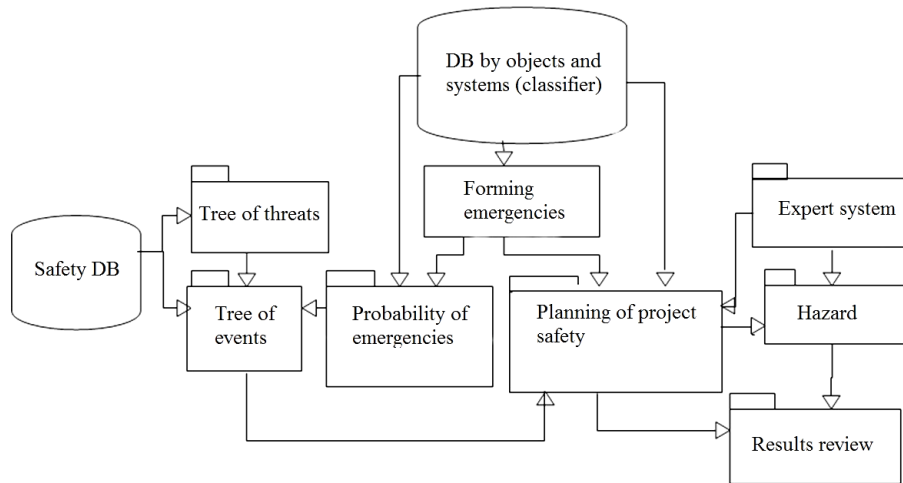 DB by objects and
systems (classifier)
Forming
emergencies
Tree of threats
Expert system
Safety DB
Tree of
events
Probability of
emergencies
Planning of project
safety
Hazard
Results review